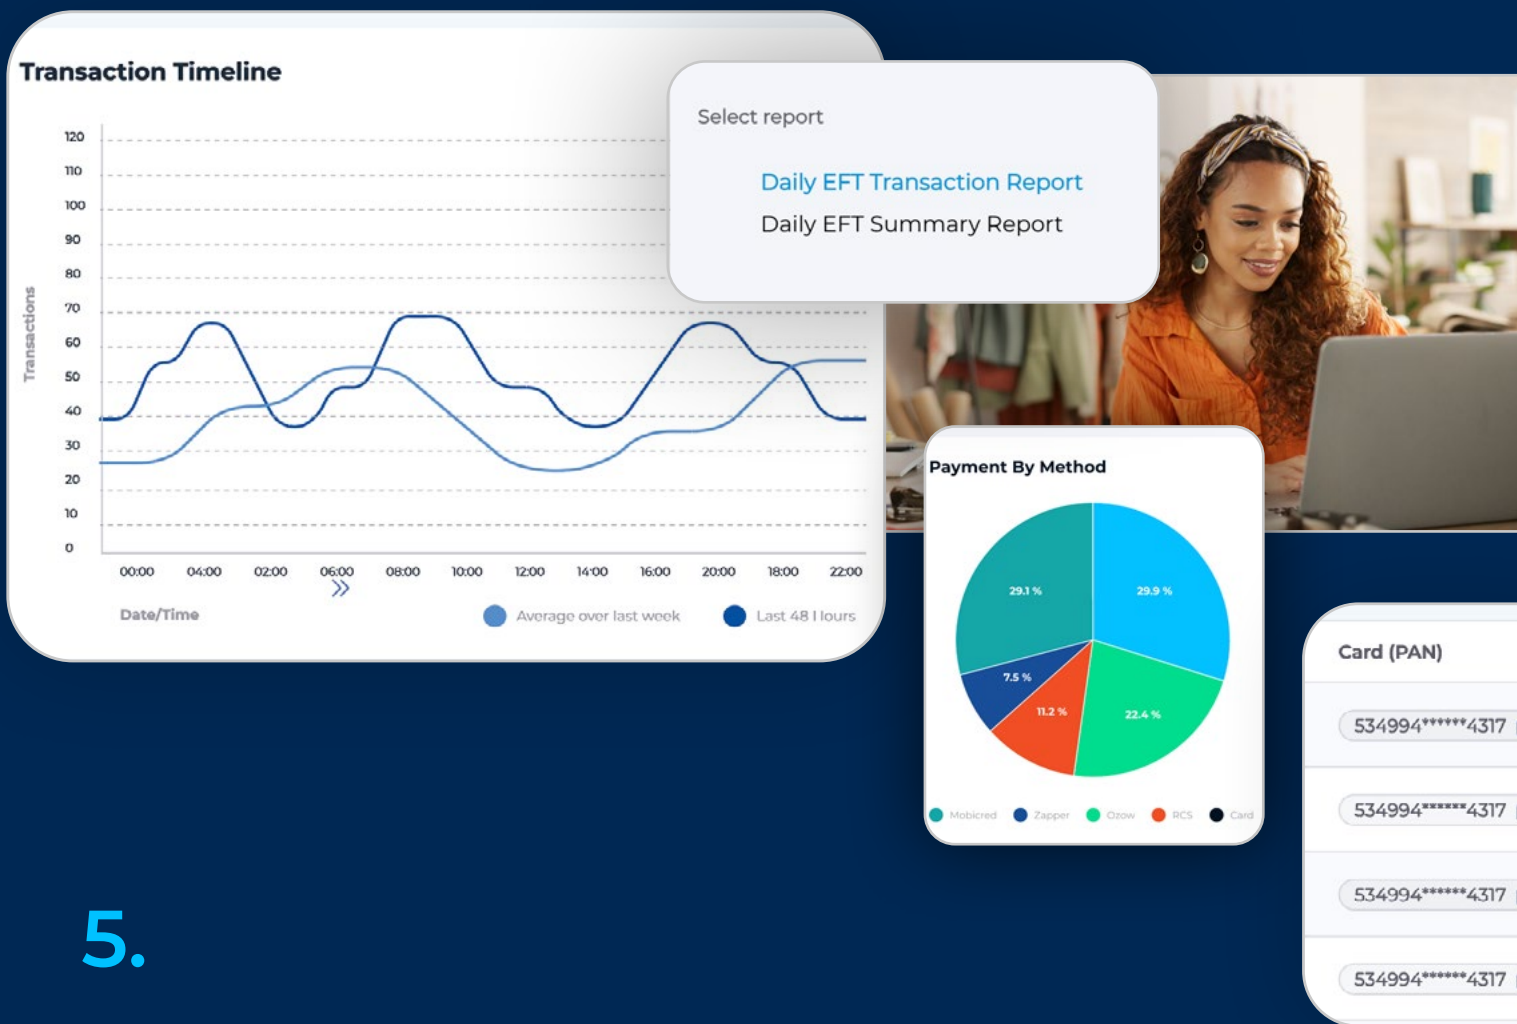 Transaction Timeline
120
110
100
90
80
70
60
50
40
30
20
10
0
Transactions
00:00 04:00 02:00 06:00 08:00 10:00 12:00 14:00 16:00 20:00 18:00 22:00
Date/Time
Average over last week
Last 48 Hours
Select report
Daily EFT Transaction Report
Daily EFT Summary Report
Payment By Method
29.1 %
29.9 %
7.5 %
11.2 %
22.4 %
Mobicred Zapper Ozow RCS Card
Card (PAN)
534994******4317
534994******4317
534994******4317
534994******4317
5.